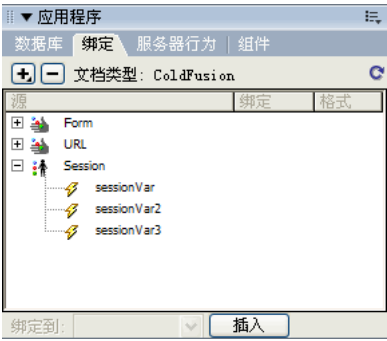 应用程序
数据库 绑定 服务器行为 组件
文档类型: ColdFusion
源 绑定 格式
Form
URL
Session
sessionVar
sessionVar2
sessionVar3
绑定到: 插入